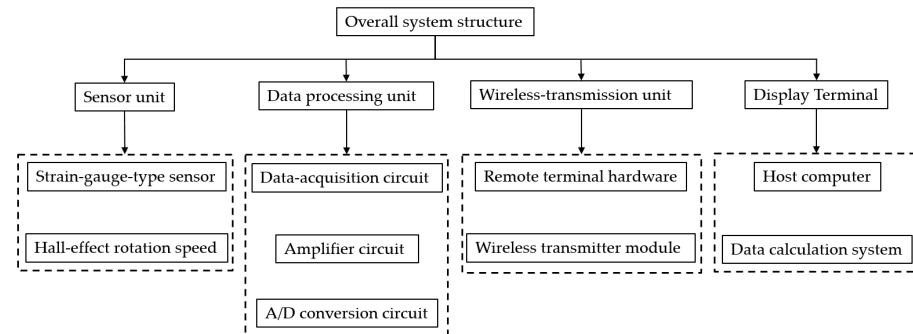 Overall system structure
Sensor unit
Data processing unit
Wireless-transmission unit
Display Terminal
Strain-gauge-type sensor
Data-acquisition circuit
Remote terminal hardware
Host computer
Hall-effect rotation speed
Amplifier circuit
Wireless transmitter module
Data calculation system
A/D conversion circuit